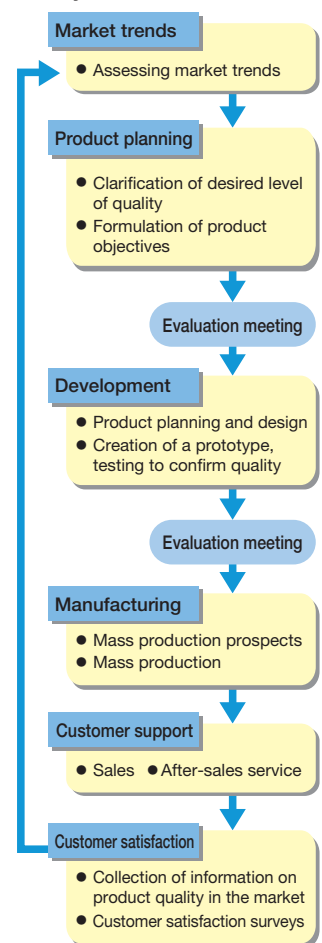 Market trends
● Assessing market trends
Product planning
● Clarification of desired level
of quality
● Formulation of product
objectives
Evaluation meeting
Development
● Product planning and design
● Creation of a prototype,
testing to confirm quality
Evaluation meeting
Manufacturing
● Mass production prospects
● Mass production
Customer support
● Sales ● After-sales service
Customer satisfaction
● Collection of information on
product quality in the market
● Customer satisfaction surveys